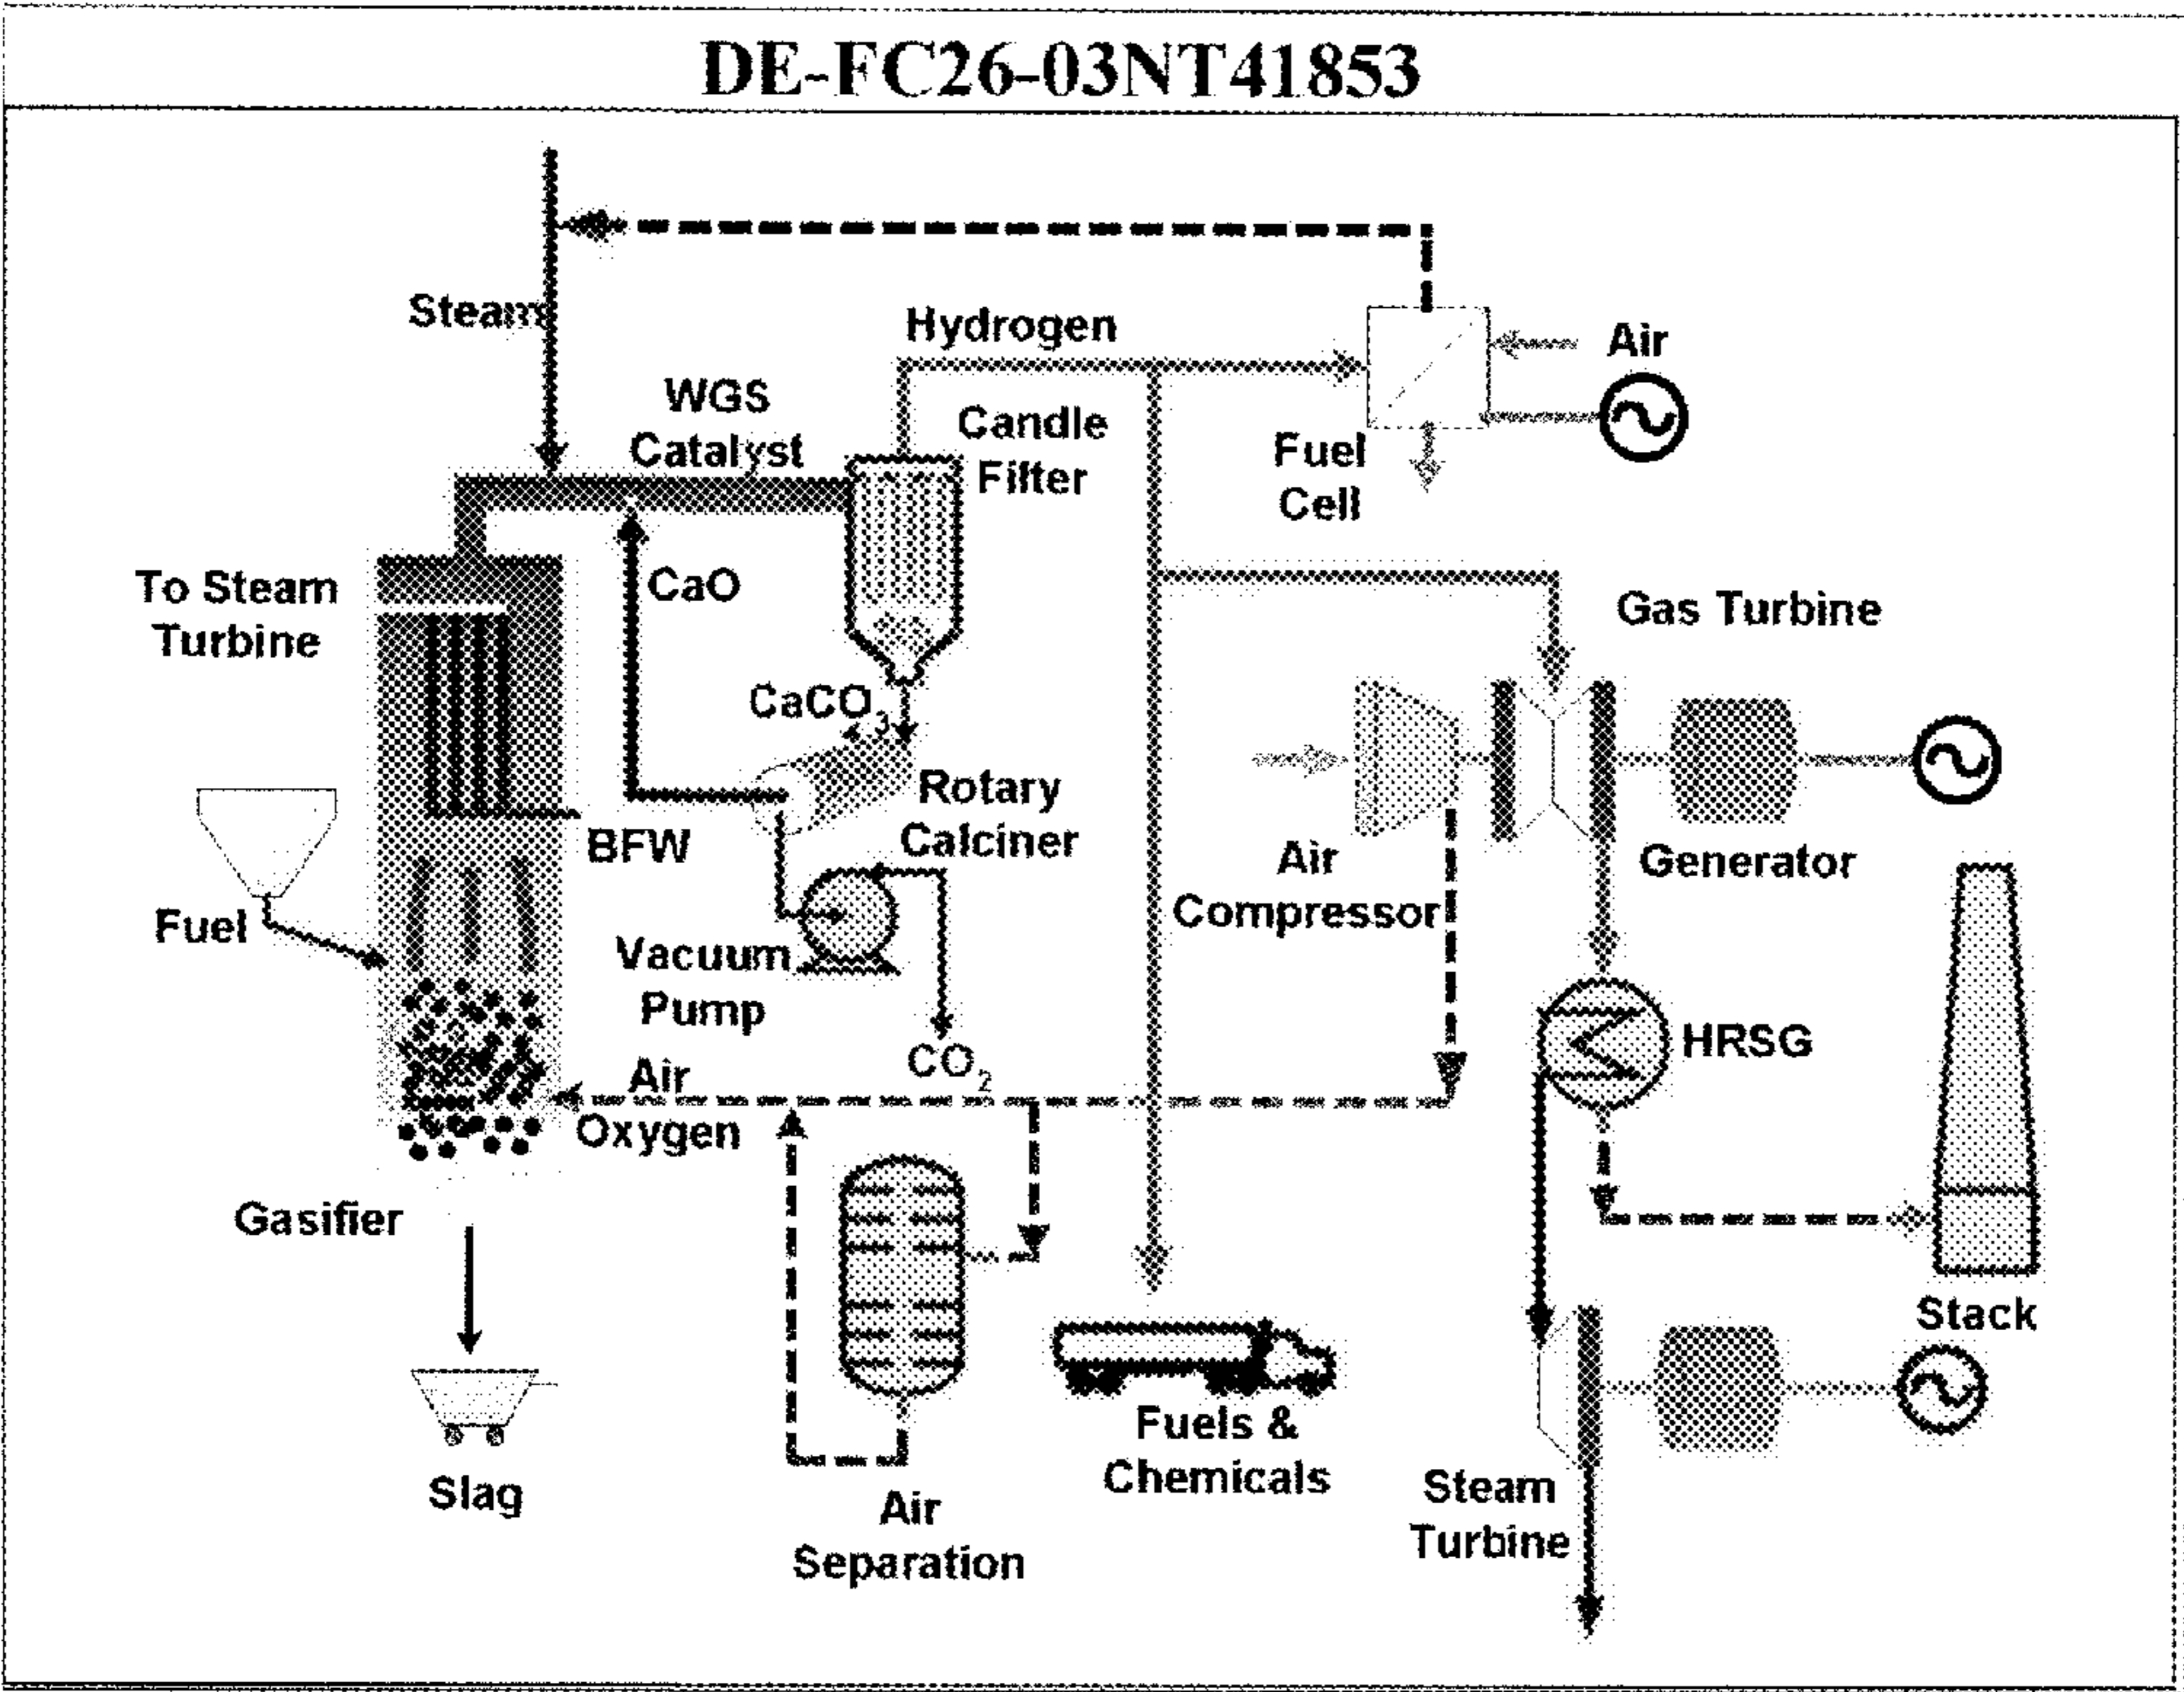 DE-FC26-03NT41853
Steam
Hydrogen
Air
WGS
Catalyst
Candle
Filter
Fuel
Cell
To Steam
Turbine
CaO
Gas Turbine
CaCO3
Rotary
Calciner
BFW
Air
Compressor
Generator
Fuel
Vacuum
Pump
HRSG
CO2
Air
Oxygen
Gasifier
Stack
Fuels &
Chemicals
Slag
Air
Separation
Steam
Turbine